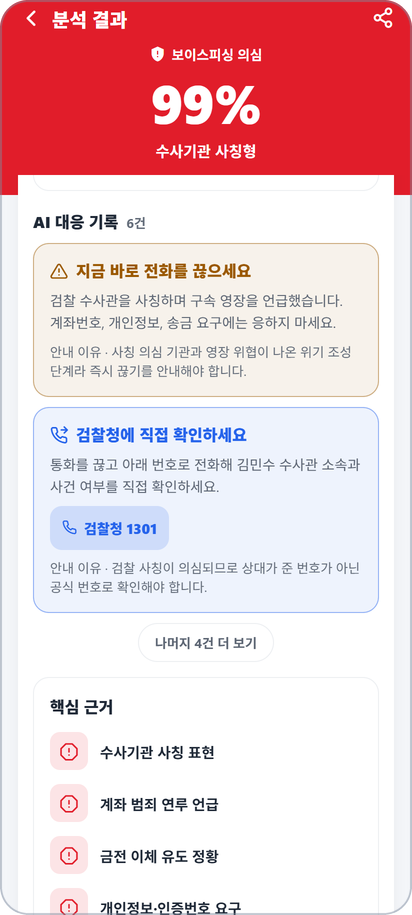 분석 결과
보이스피싱 의심
99%
수사기관 사칭형
AI 대응 기록 6건
지금 바로 전화를 끊으세요
검찰 수사관을 사칭하며 구속 영장을 언급했습니다.
계좌번호, 개인정보, 송금 요구에는 응하지 마세요.
안내 이유 · 사칭 의심 기관과 영장 위협이 나온 위기 조성
단계라 즉시 끊기를 안내해야 합니다.
검찰청에 직접 확인하세요
통화를 끊고 아래 번호로 전화해 김민수 수사관 소속과
사건 여부를 직접 확인하세요.
검찰청 1301
안내 이유 · 검찰 사칭이 의심되므로 상대가 준 번호가 아닌
공식 번호로 확인해야 합니다.
나머지 4건 더 보기
핵심 근거
수사기관 사칭 표현
계좌 범죄 연루 언급
금전 이체 유도 정황
개인정보·인증번호 요구